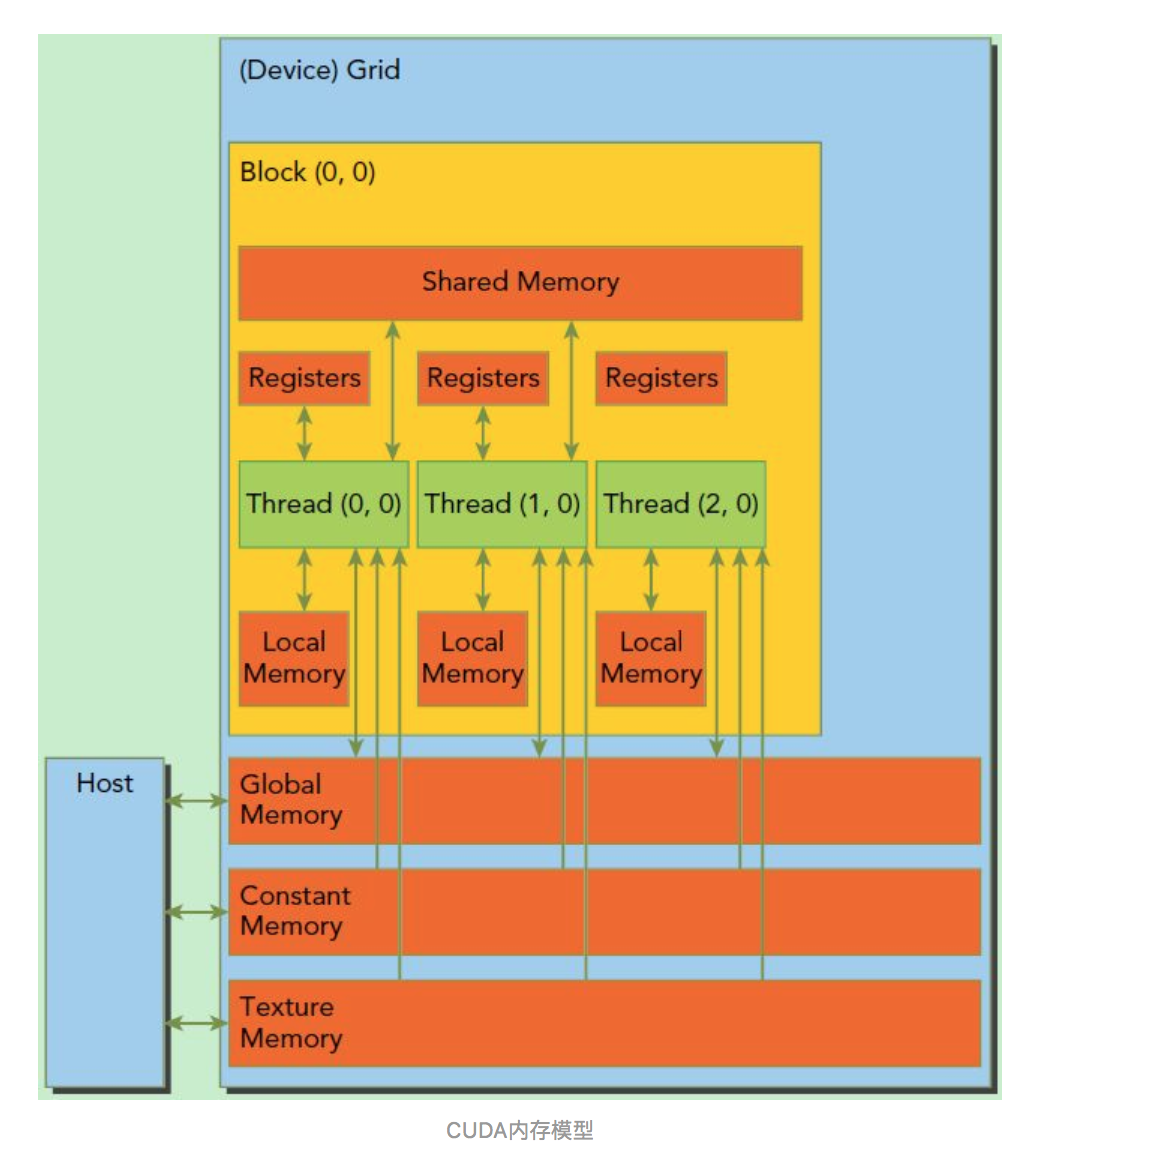 (Device) Grid
Block (0, 0)
Shared Memory
Registers
Registers
Registers
Thread (0, 0)
Thread (1, 0)
Thread (2, 0)
Local
Memory
Local
Memory
Local
Memory
Host
Global
Memory
Constant
Memory
Texture
Memory
CUDA内存模型